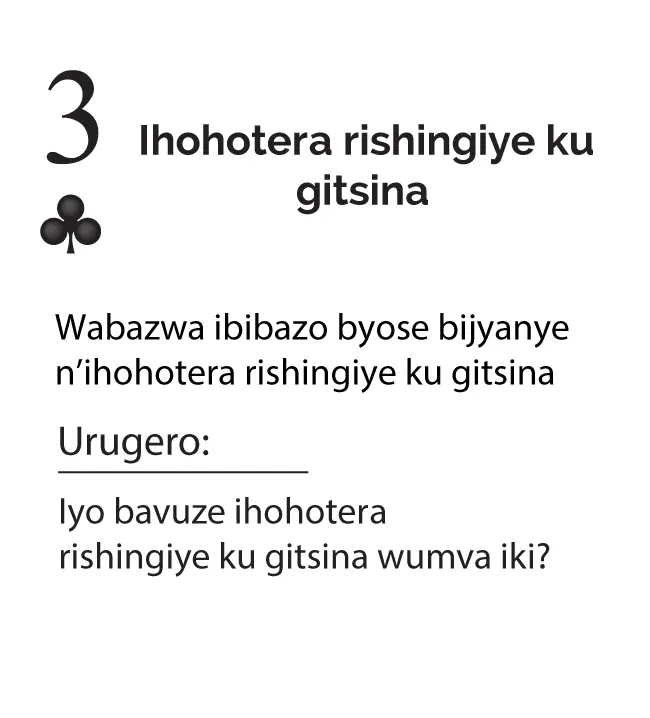 3
Ihohotera rishingiye ku
gitsina
Wabazwa ibibazo byose bijyanye
n’ihohotera rishingiye ku gitsina
Urugero:
Iyo bavuze ihohotera
rishingiye ku gitsina wumva iki?